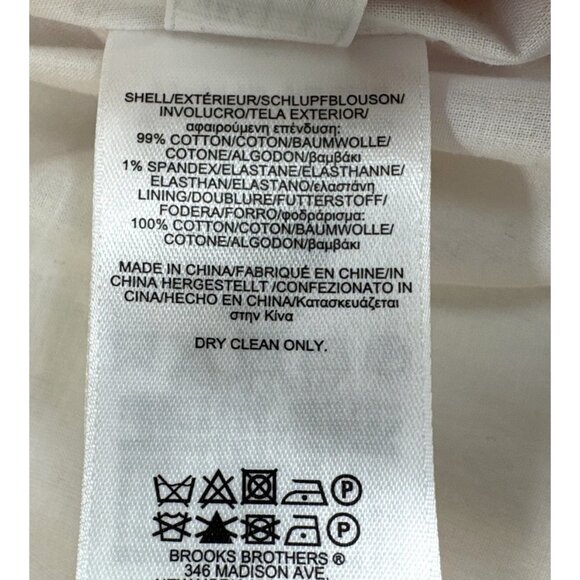 SHELL/EXTÉRIEUR/SCHLUPFBLOUSON/
INVOLUCRO/TELA EXTERIOR/
αφαιρούμενη επένδυση:
99% COTTON/COTON/BAUMWOLLE/
COTONE/ALGODON/βαμβάκι
1% SPANDEX/ELASTANE/ELASTHANNE/
ELASTHAN/ELASTANO/ελαστάνη
LINING/DOUBLURE/FUTTERSTOFF/
FODERA/FORRO/φοδράρισμα:
100% COTTON/COTON/BAUMWOLLE/
COTONE/ALGODON/βαμβάκι
MADE IN CHINA/FABRIQUÉ EN CHINE/IN
CHINA HERGESTELLT /CONFEZIONATO IN
CINA/HECHO EN CHINA/Κατασκευάζεται
στην Κίνα
DRY CLEAN ONLY.
P
P
BROOKS BROTHERS ®
346 MADISON AVE,